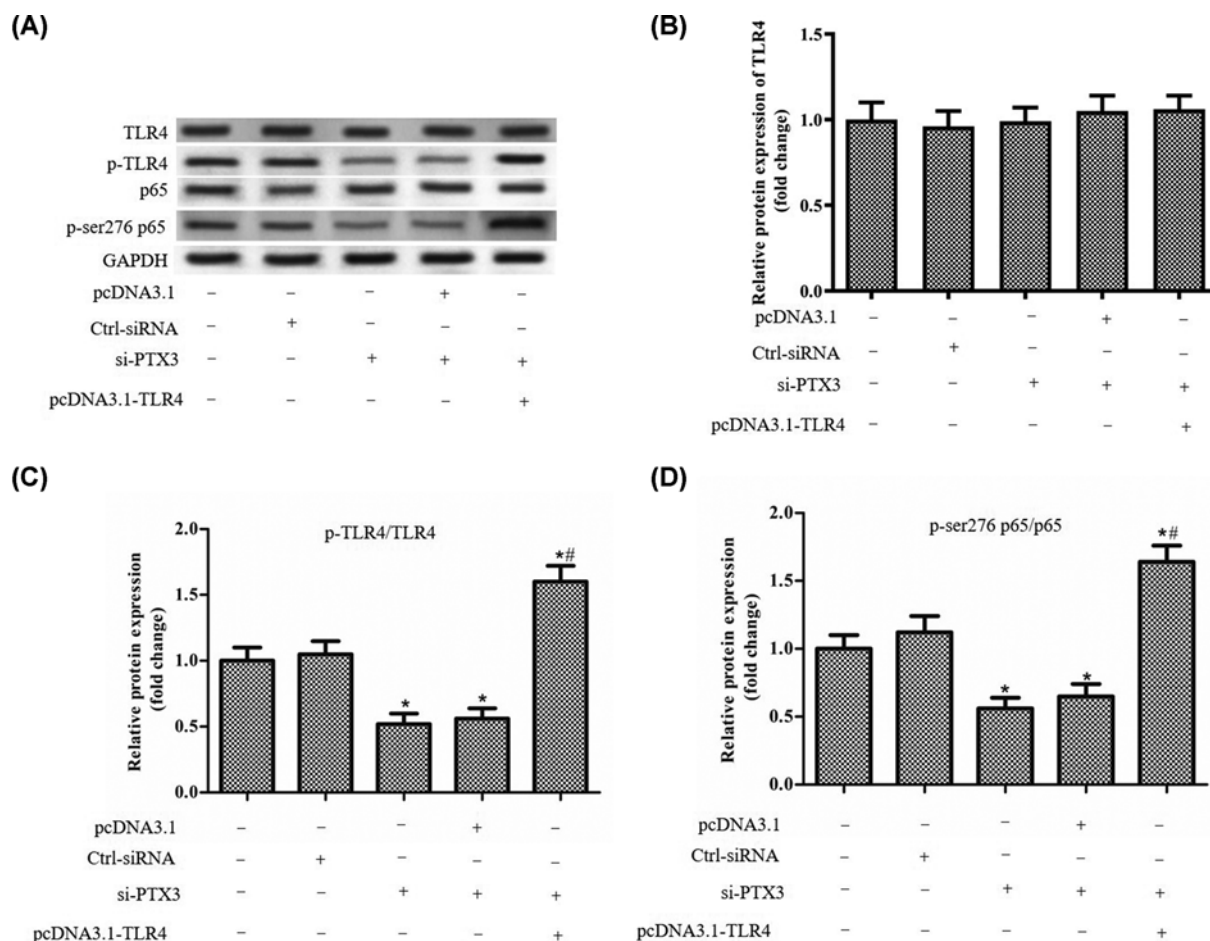 (A)
TLR4
p-TLR4
p65
p-ser276 p65
GAPDH
pcDNA3.1 – – – + –
Ctrl-siRNA – + – – –
si-PTX3 – – + + +
pcDNA3.1-TLR4 – – – – +
(B)
Relative protein expression of TLR4
(fold change)
1.5
1.0
0.5
0.0
pcDNA3.1 – – – + –
Ctrl-siRNA – + – – –
si-PTX3 – – + + +
pcDNA3.1-TLR4 – – – – +
(C)
p-TLR4/TLR4
Relative protein expression
(fold change)
2.0
1.5
1.0
0.5
0.0
* * *#
pcDNA3.1 – – – + –
Ctrl-siRNA – + – – –
si-PTX3 – – + + +
pcDNA3.1-TLR4 – – – – +
(D)
p-ser276 p65/p65
Relative protein expression
(fold change)
2.0
1.5
1.0
0.5
0.0
* * *#
pcDNA3.1 – – – + –
Ctrl-siRNA – + – – –
si-PTX3 – – + + +
pcDNA3.1-TLR4 – – – – +